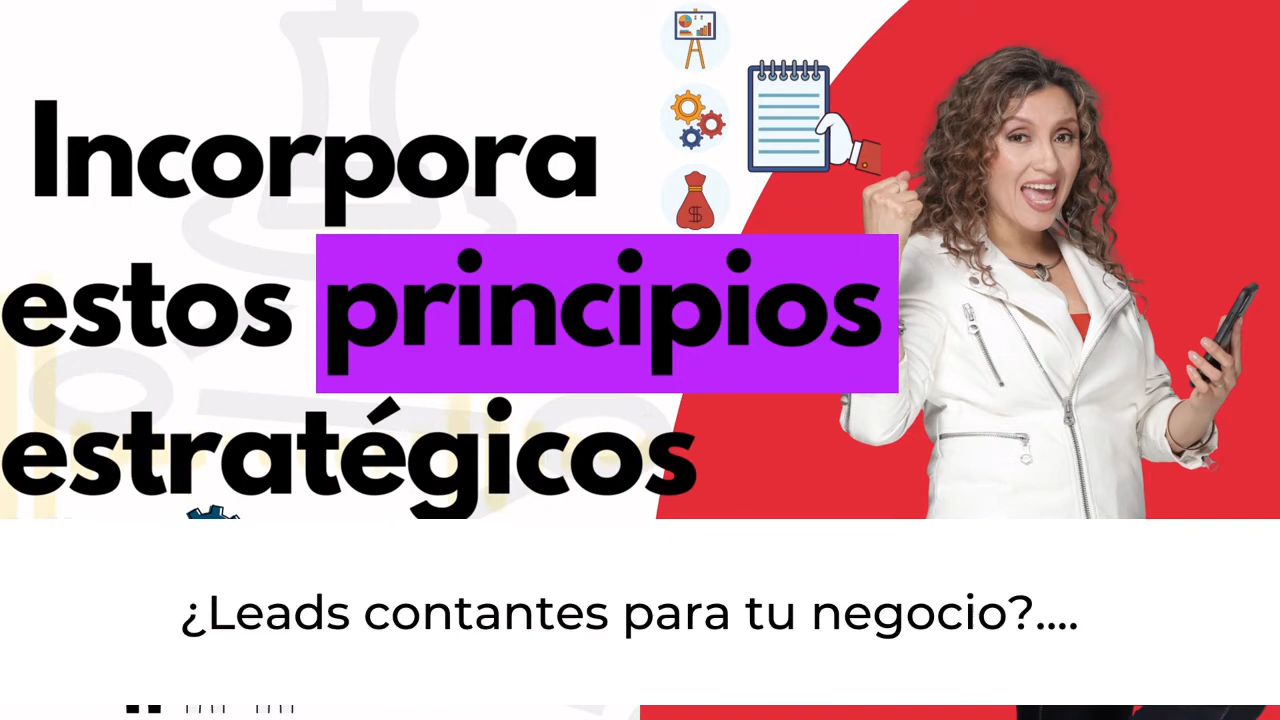 Incorpora
estos principios
estratégicos
¿Leads contantes para tu negocio?....